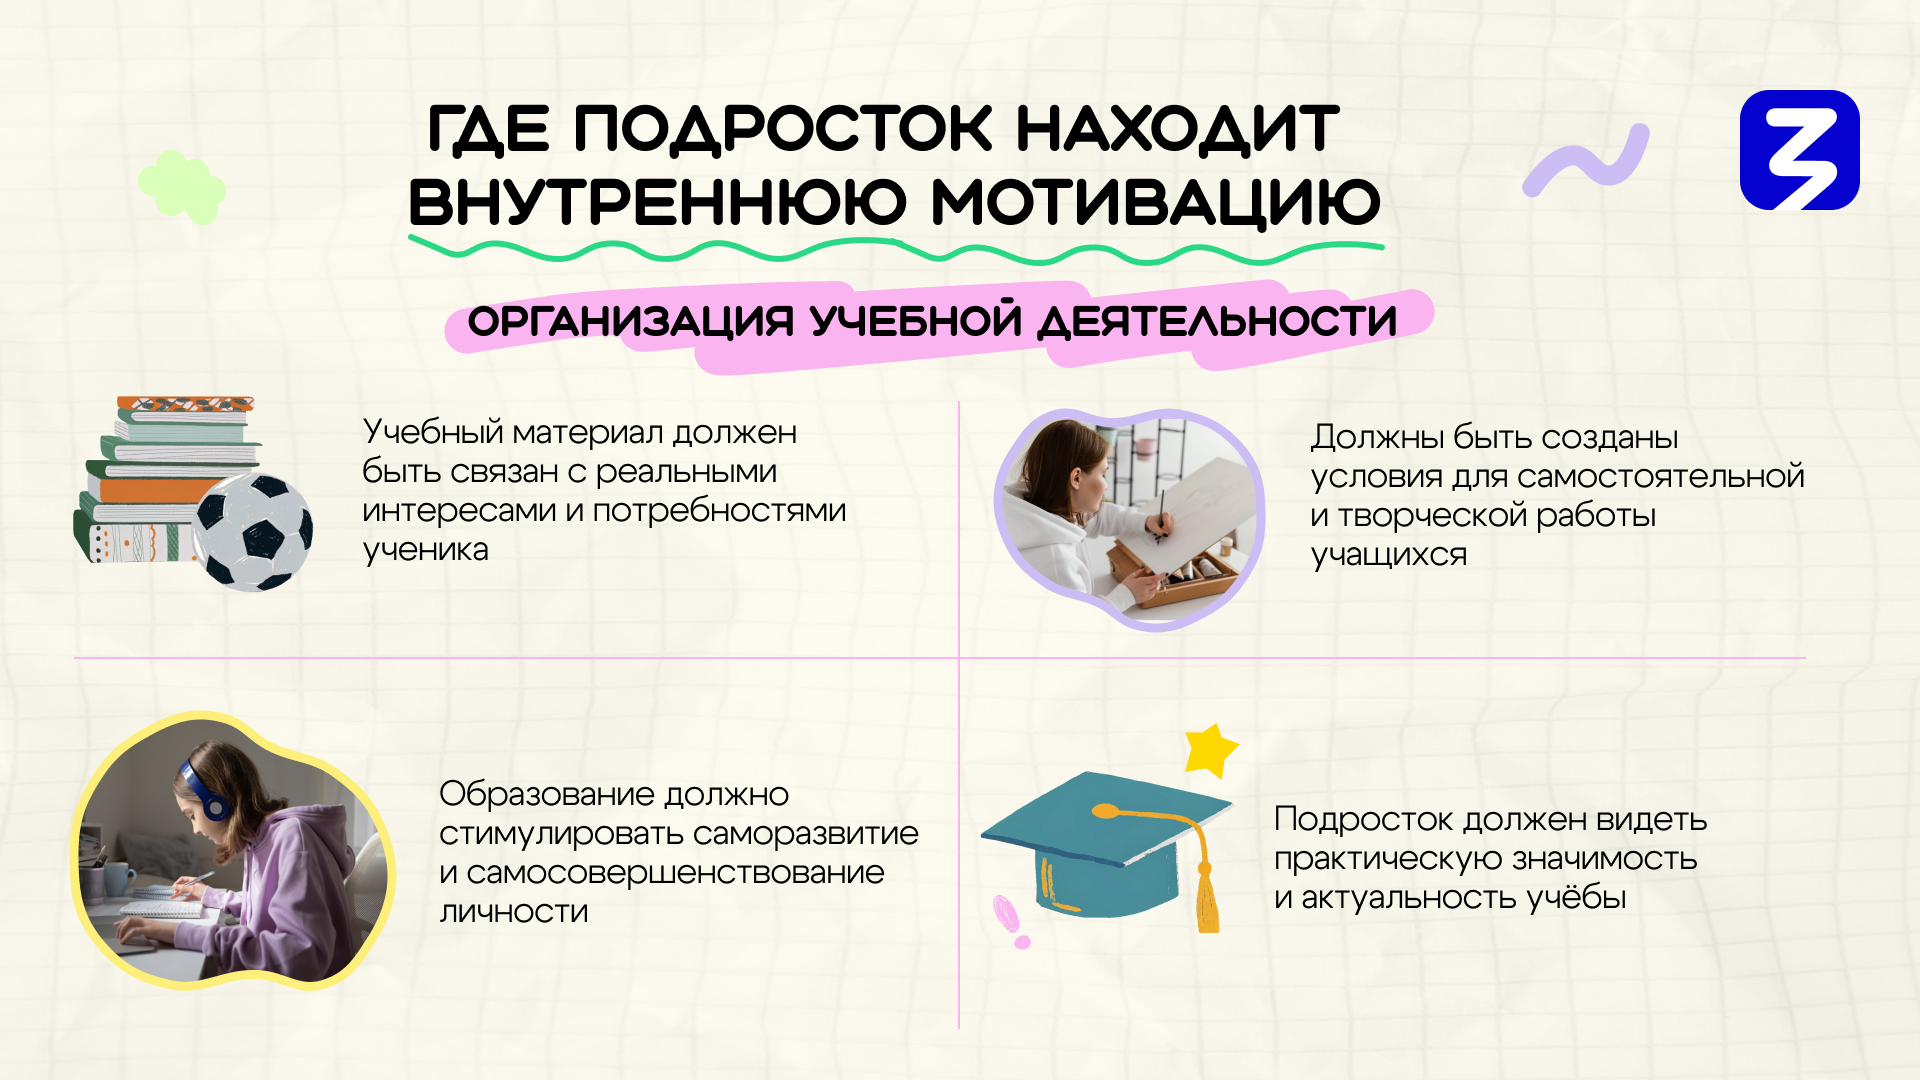 ГДЕ ПОДРОСТОК НАХОДИТ
ВНУТРЕННЮЮ МОТИВАЦИЮ
ОРГАНИЗАЦИЯ УЧЕБНОЙ ДЕЯТЕЛЬНОСТИ
Учебный материал должен
быть связан с реальными
интересами и потребностями
ученика
Должны быть созданы
условия для самостоятельной
и творческой работы
учащихся
Образование должно
стимулировать саморазвитие
и самосовершенствование
личности
Подросток должен видеть
практическую значимость
и актуальность учёбы